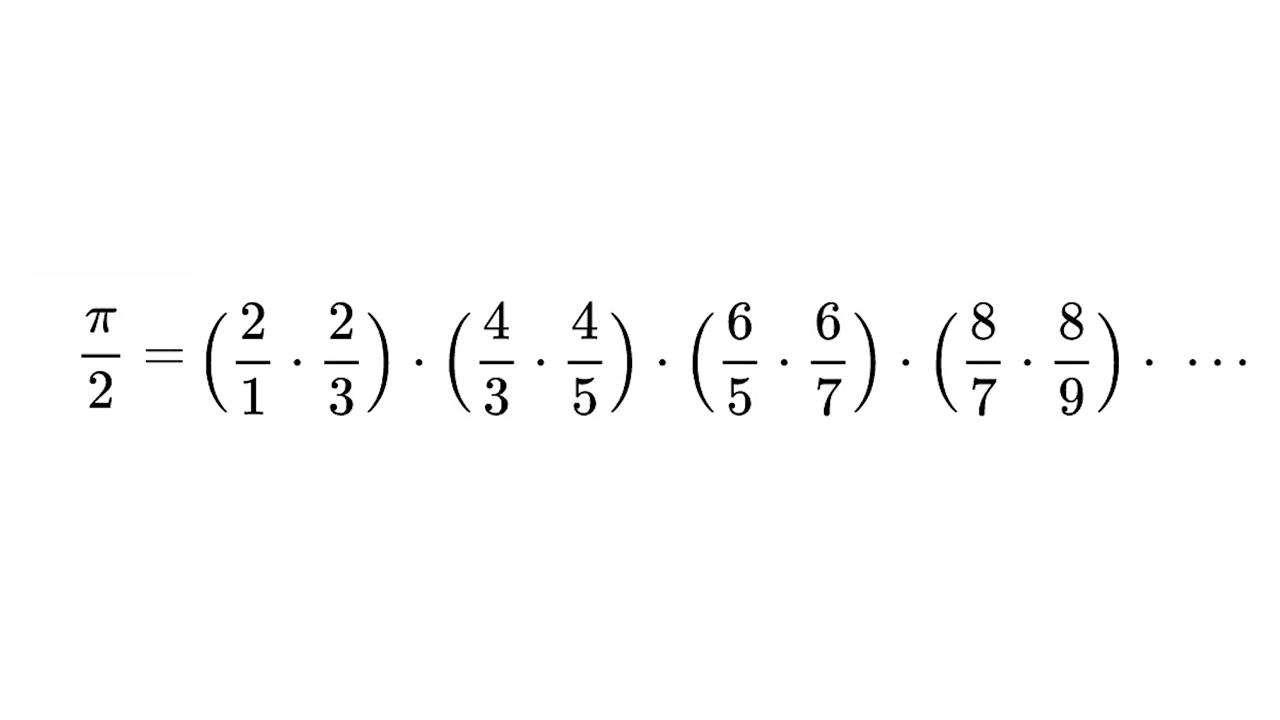 π/2 = (2/1 · 2/3) · (4/3 · 4/5) · (6/5 · 6/7) · (8/7 · 8/9) · ⋯